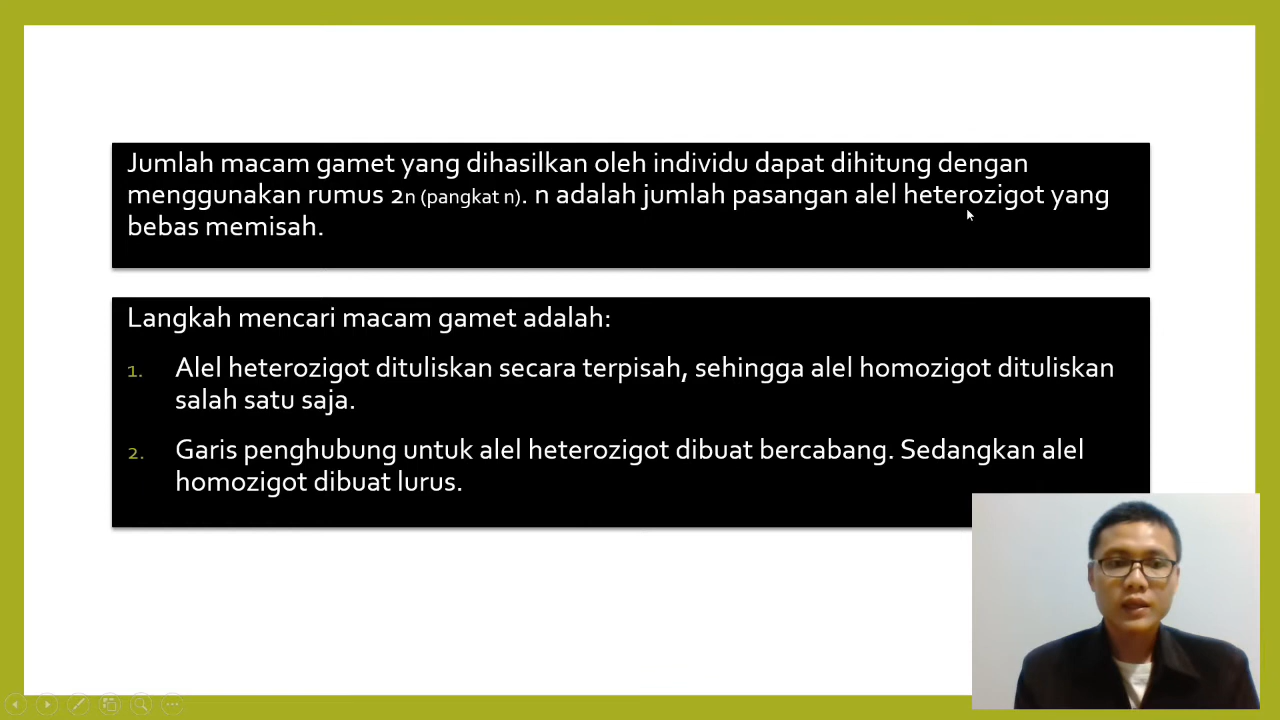 Jumlah macam gamet yang dihasilkan oleh individu dapat dihitung dengan
menggunakan rumus 2n (pangkat n). n adalah jumlah pasangan alel heterozigot yang
bebas memisah.
Langkah mencari macam gamet adalah:
1. Alel heterozigot dituliskan secara terpisah, sehingga alel homozigot dituliskan
salah satu saja.
2. Garis penghubung untuk alel heterozigot dibuat bercabang. Sedangkan alel
homozigot dibuat lurus.